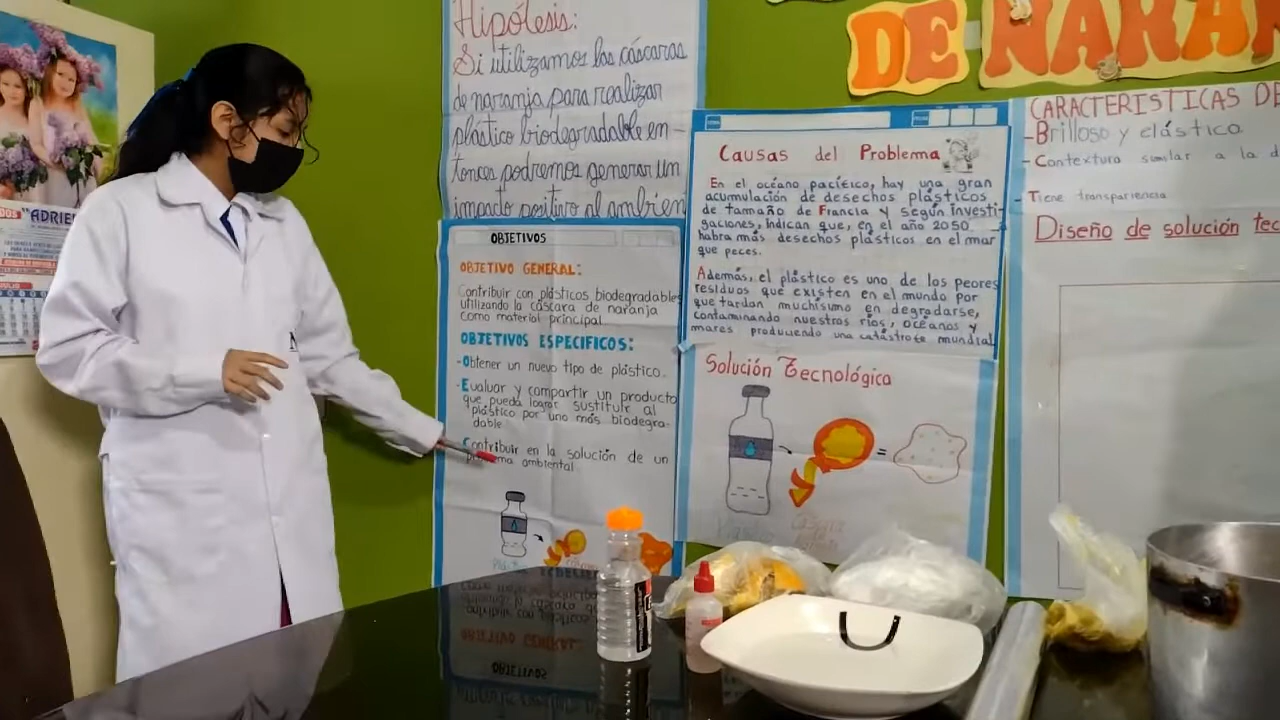 DE NARAN
Hipótesis:
Si utilizamos las cáscaras
de naranja para realizar
plástico biodegradable en-
tonces podremos generar un
impacto positivo al ambien
OBJETIVOS
OBJETIVO GENERAL:
Contribuir con plásticos biodegradables
utilizando la cáscara de naranja
como material principal
OBJETIVOS ESPECIFICOS:
-Obtener un nuevo tipo de plástico.
-Evaluar y compartir un producto
que pueda lograr sustituir al
plástico por uno más biodegra-
dable
Contribuir en la solución de un
ambiental
Causas del Problema
En el océano pacífico, hay una gran
acumulación de desechos plásticos
de tamaño de Francia y según investi-
gaciones, indican que, en el año 2050
habra más desechos plásticos en el mar
que peces.
Además, el plástico es uno de los peores
residuos que existen en el mundo por
que tardan muchísimo en degradarse,
contaminando nuestros ríos, océanos y
mares produciendo una catástrofe mundial
Solución Tecnológica
=
CARACTERISTICAS DE
-Brilloso y elástico
- Contextura similar a la d
- Tiene transparencia
Diseño de solución tec
"ADRIE
JULIO